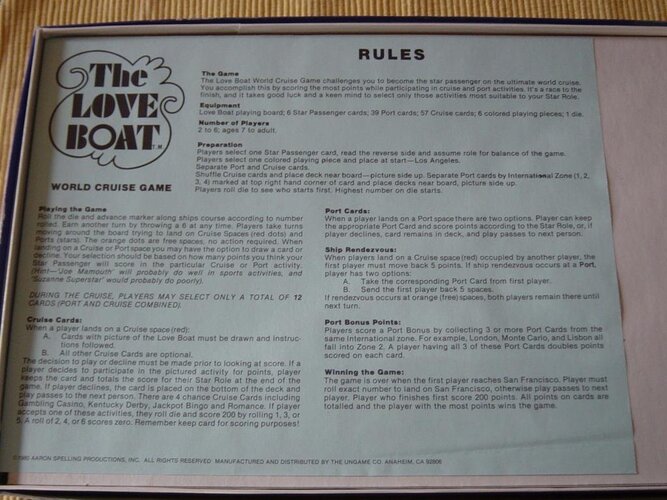 The
LOVE
BOAT T.M.
WORLD CRUISE GAME
RULES
The Game
The Love Boat World Cruise Game challenges you to become the star passenger on the ultimate world cruise.
You accomplish this by scoring the most points while participating in cruise and port activities. It's a race to the
finish, and it takes good luck and a keen mind to select only those activities most suitable to your Star Role.
Equipment
Love Boat playing board; 6 Star Passenger cards; 39 Port cards; 57 Cruise cards; 6 colored playing pieces; 1 die.
Number of Players
2 to 6; ages 7 to adult.
Preparation
Players select one Star Passenger card, read the reverse side and assume role for balance of the game.
Players select one colored playing piece and place at start—Los Angeles.
Separate Port and Cruise cards.
Shuffle Cruise cards and place deck near board—picture side up. Separate Port cards by International Zone (1, 2,
3, 4) marked at top right hand corner of card and place decks near board, picture side up.
Players roll die to see who starts first. Highest number on die starts.
Playing the Game
Roll the die and advance marker along ships course according to number
rolled. Earn another turn by throwing a 6 at any time. Players take turns
moving around the board trying to land on Cruise Spaces (red dots) and
Ports (stars). The orange dots are free spaces, no action required. When
landing on a Cruise or Port space you may have the option to draw a card or
decline. Your selection should be based on how many points you think your
Star Passenger will score in the particular Cruise or Port activity.
(Hint—'Joe Mamouth' will probably do well in sports activities, and
'Suzanne Superstar' would probably do poorly).
DURING THE CRUISE, PLAYERS MAY SELECT ONLY A TOTAL OF 12
CARDS (PORT AND CRUISE COMBINED).
Cruise Cards:
When a player lands on a Cruise space (red):
A. Cards with picture of the Love Boat must be drawn and instruc-
tions followed.
B. All other Cruise Cards are optional.
The decision to play or decline must be made prior to looking at score. If a
player decides to participate in the pictured activity for points, player
keeps the card and totals the score for their Star Role at the end of the
game. If player declines, the card is placed on the bottom of the deck and
play passes to the next person. There are 4 chance Cruise Cards including
Gambling Casino, Kentucky Derby, Jackpot Bingo and Romance. If player
accepts one of these activities, they roll die and score 200 by rolling 1, 3, or
5. A roll of 2, 4, or 6 scores zero. Remember keep card for scoring purposes!
Port Cards:
When a player lands on a Port space there are two options. Player can keep
the appropriate Port Card and score points according to the Star Role, or, if
player declines, card remains in deck, and play passes to next person.
Ship Rendezvous:
When players land on a Cruise space (red) occupied by another player, the
first player must move back 5 points. If ship rendezvous occurs at a Port,
player has two options:
A. Take the corresponding Port Card from first player.
B. Send the first player back 5 spaces.
If rendezvous occurs at orange (free) spaces, both players remain there until
next turn.
Port Bonus Points:
Players score a Port Bonus by collecting 3 or more Port Cards from the
same International zone. For example, London, Monte Carlo, and Lisbon all
fall into Zone 2. A player having all 3 of these Port Cards doubles points
scored on each card.
Winning the Game:
The game is over when the first player reaches San Francisco. Player must
roll exact number to land on San Francisco, otherwise play passes to next
player. Player who finishes first score 200 points. All points on cards are
totalled and the player with the most points wins the game.
©1980 AARON SPELLING PRODUCTIONS, INC. ALL RIGHTS RESERVED MANUFACTURED AND DISTRIBUTED BY THE UNGAME CO. ANAHEIM, CA 92806